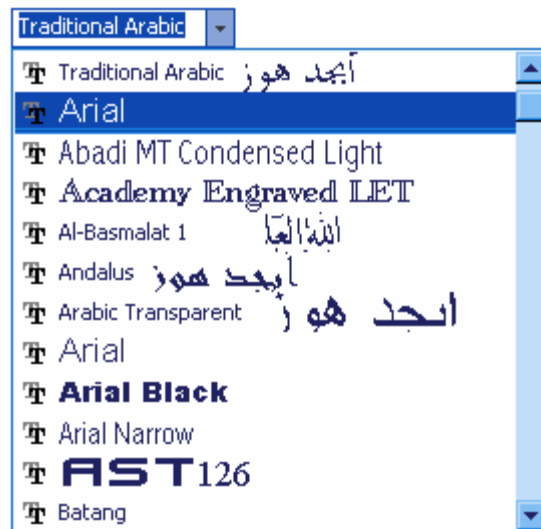 Traditional Arabic
Traditional Arabic أبجد هوز
Arial
Abadi MT Condensed Light
Academy Engraved LET
Al-Basmalat 1
Andalus أبجد هوز
Arabic Transparent ابجد هوز
Arial
Arial Black
Arial Narrow
AST126
Batang